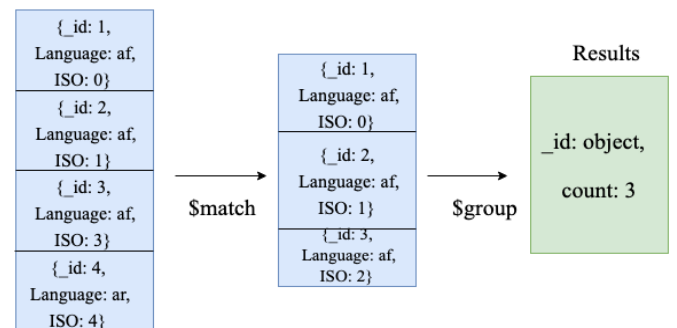 {_id: 1,
Language: af,
ISO: 0}
{_id: 2,
Language: af,
ISO: 1}
{_id: 3,
Language: af,
ISO: 3}
{_id: 4,
Language: ar,
ISO: 4}
$match
{_id: 1,
Language: af,
ISO: 0}
{_id: 2,
Language: af,
ISO: 1}
{_id: 3,
Language: af,
ISO: 2}
$group
Results
_id: object,
count: 3